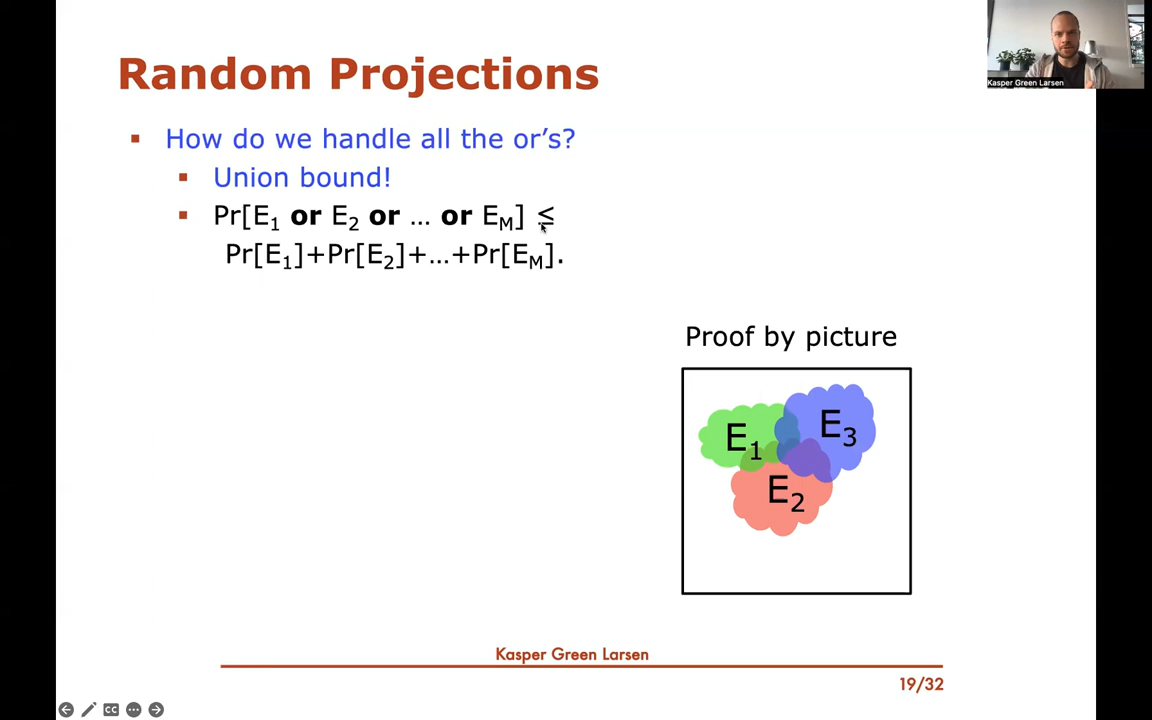 Random Projections
Kasper Green Larsen
How do we handle all the or’s?
Union bound!
Pr[E₁ or E₂ or … or E_M] ≤
Pr[E₁]+Pr[E₂]+…+Pr[E_M].
Proof by picture
E₁
E₃
E₂
Kasper Green Larsen
19/32
CC